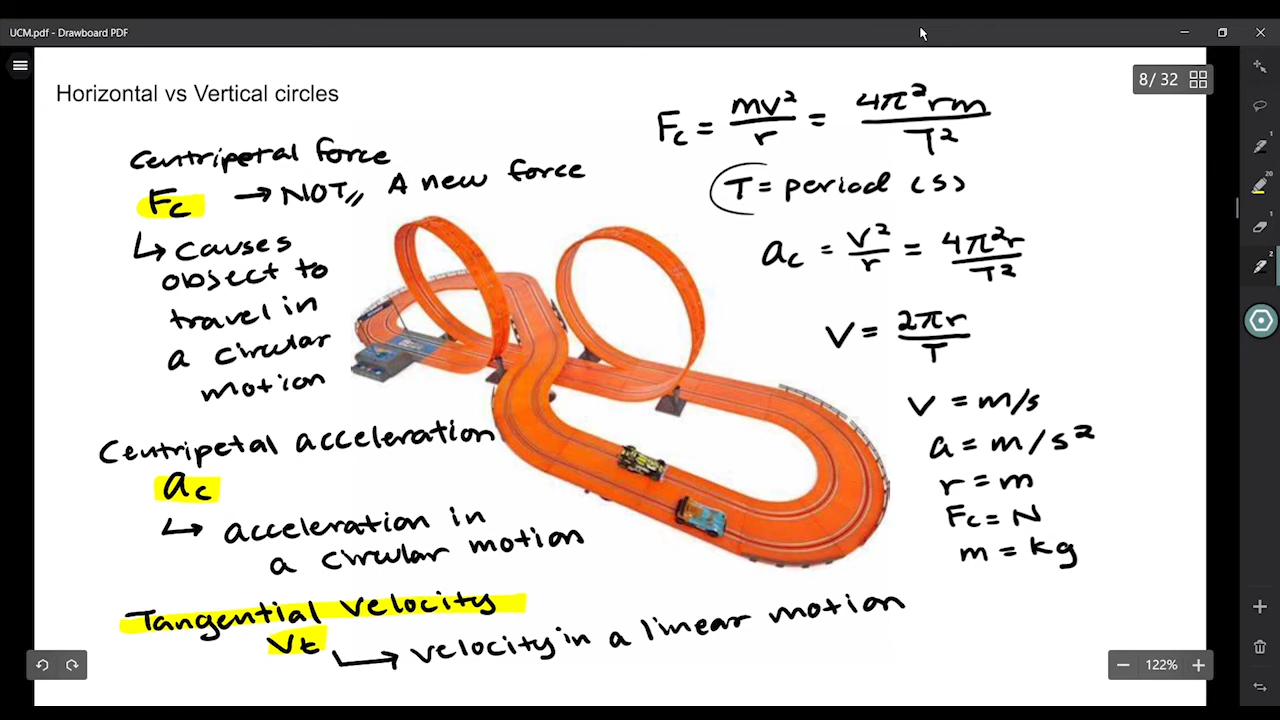 UCM.pdf - Drawboard PDF
8/32
Horizontal vs Vertical circles
Centripetal force
Fc → NOT A new force
↳ causes
object to
travel in
a circular
motion
Centripetal acceleration
ac
↳ acceleration in
a circular motion
Tangential velocity
Vt
↳ velocity in a linear motion
Fc = mv²/r = 4π²rm/T²
T = period (s)
ac = v²/r = 4π²r/T²
V = 2πr/T
v = m/s
a = m/s²
r = m
Fc = N
m = kg
122%